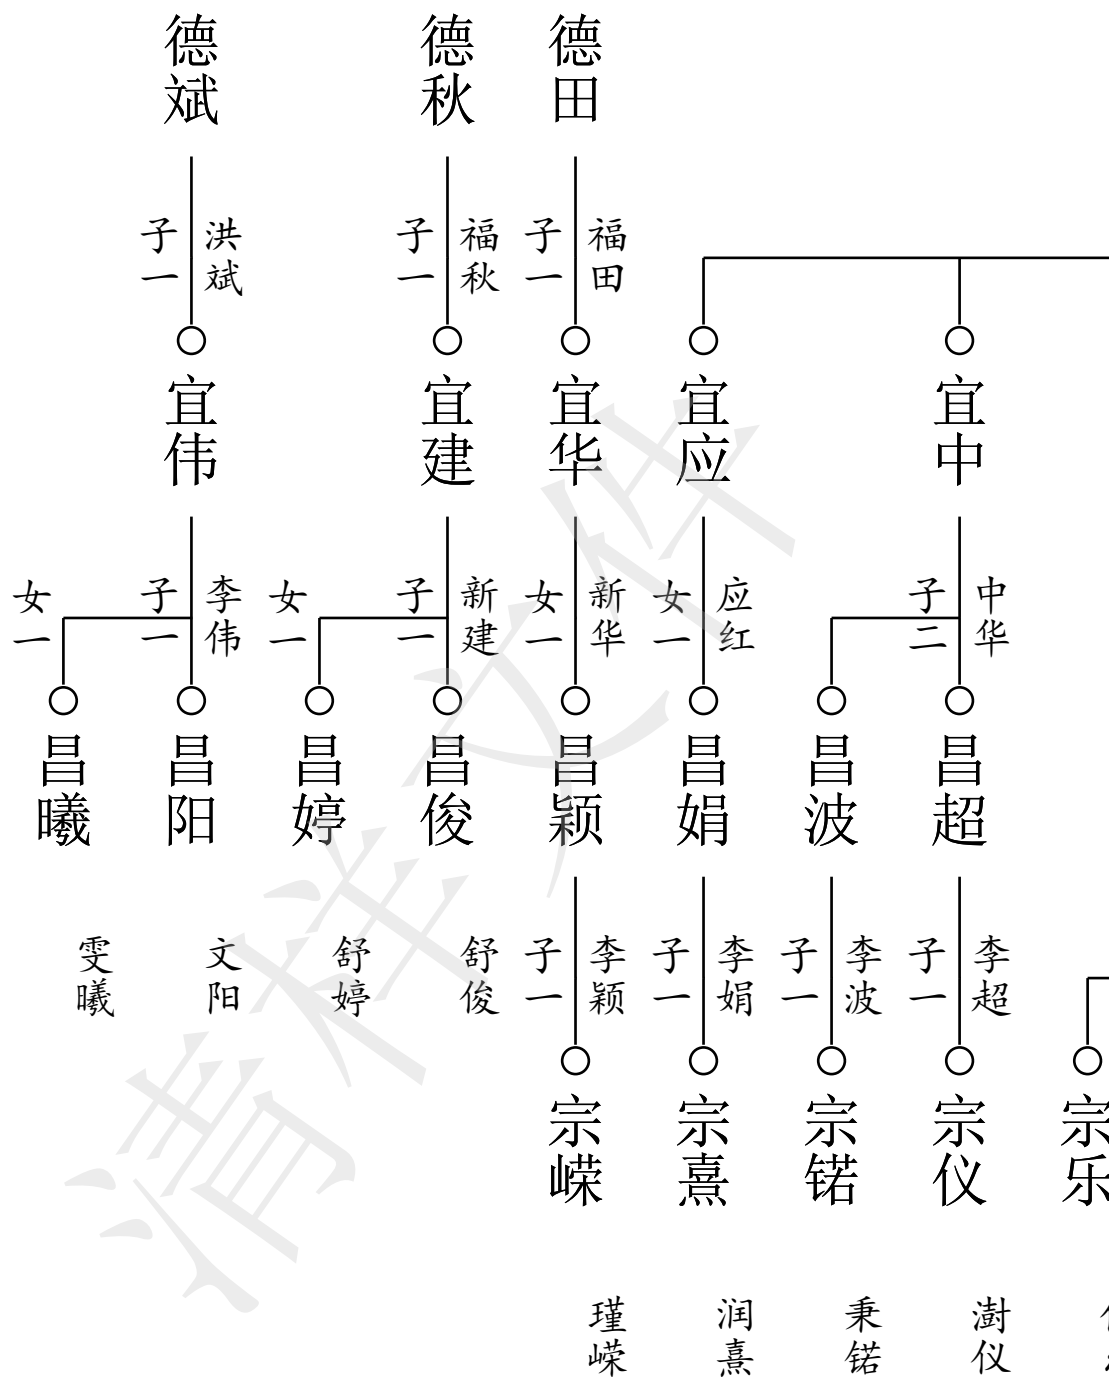 德斌
德秋
德田
子一
洪斌
子一
福秋
子一
福田
宜伟
宜建
宜华
宜应
宜中
女一
子一
李伟
女一
子一
新建
女一
新华
女一
应红
子二
中华
昌曦
昌阳
昌婷
昌俊
昌颖
昌娟
昌波
昌超
雯曦
文阳
舒婷
舒俊
子一
李颖
子一
李娟
子一
李波
子一
李超
宗嵘
宗熹
宗锘
宗仪
宗乐
瑾嵘
润熹
秉锘
澍仪
清样文件